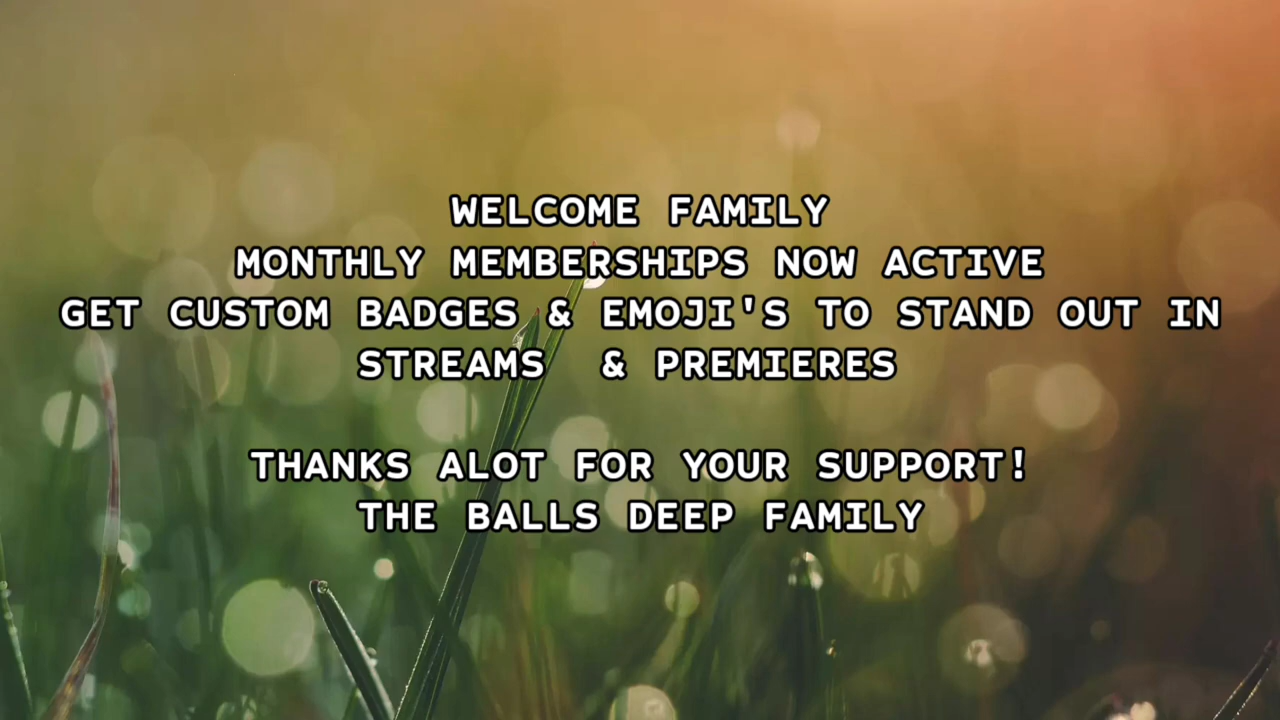 WELCOME FAMILY
MONTHLY MEMBERSHIPS NOW ACTIVE
GET CUSTOM BADGES & EMOJI'S TO STAND OUT IN
STREAMS  & PREMIERES
THANKS ALOT FOR YOUR SUPPORT!
THE BALLS DEEP FAMILY